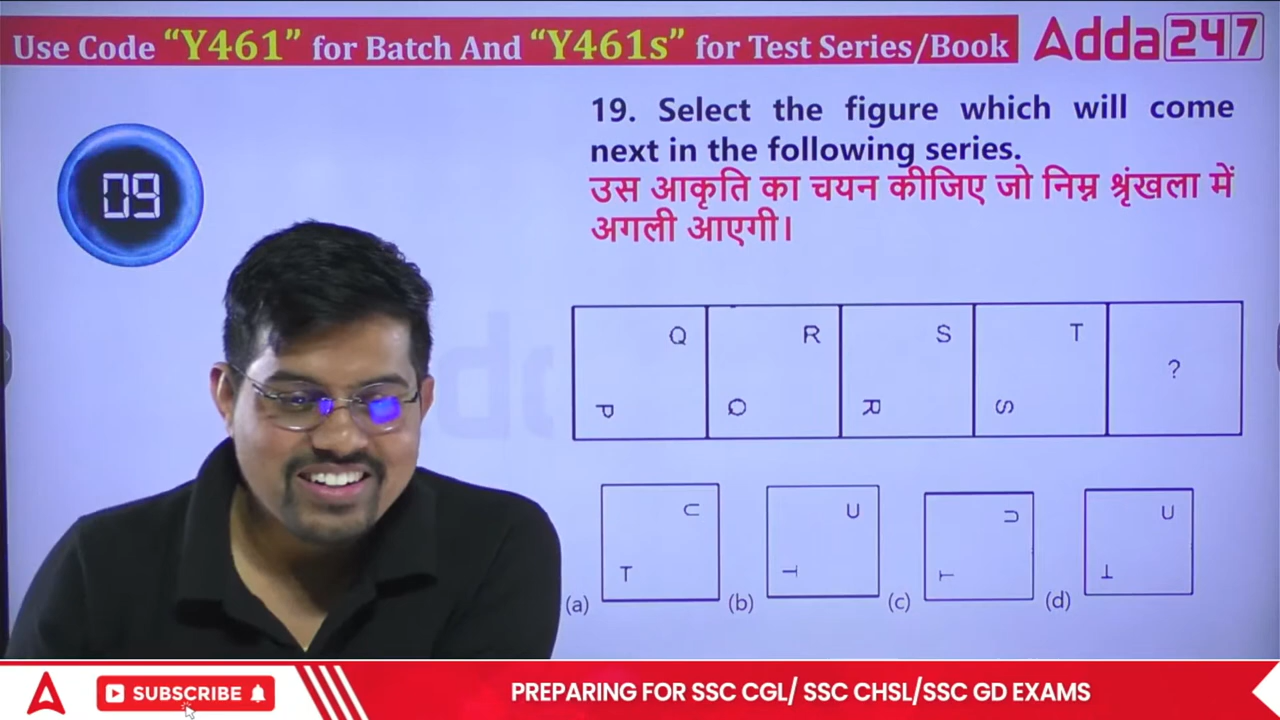 Use Code “Y461” for Batch And “Y461s” for Test Series/Book
Adda247
09
19. Select the figure which will come
next in the following series.
उस आकृति का चयन कीजिए जो निम्न श्रृंखला में
अगली आएगी।
Q R S T
?
P Q R S
U U U U
T T T T
(a) (b) (c) (d)
SUBSCRIBE
PREPARING FOR SSC CGL/ SSC CHSL/SSC GD EXAMS